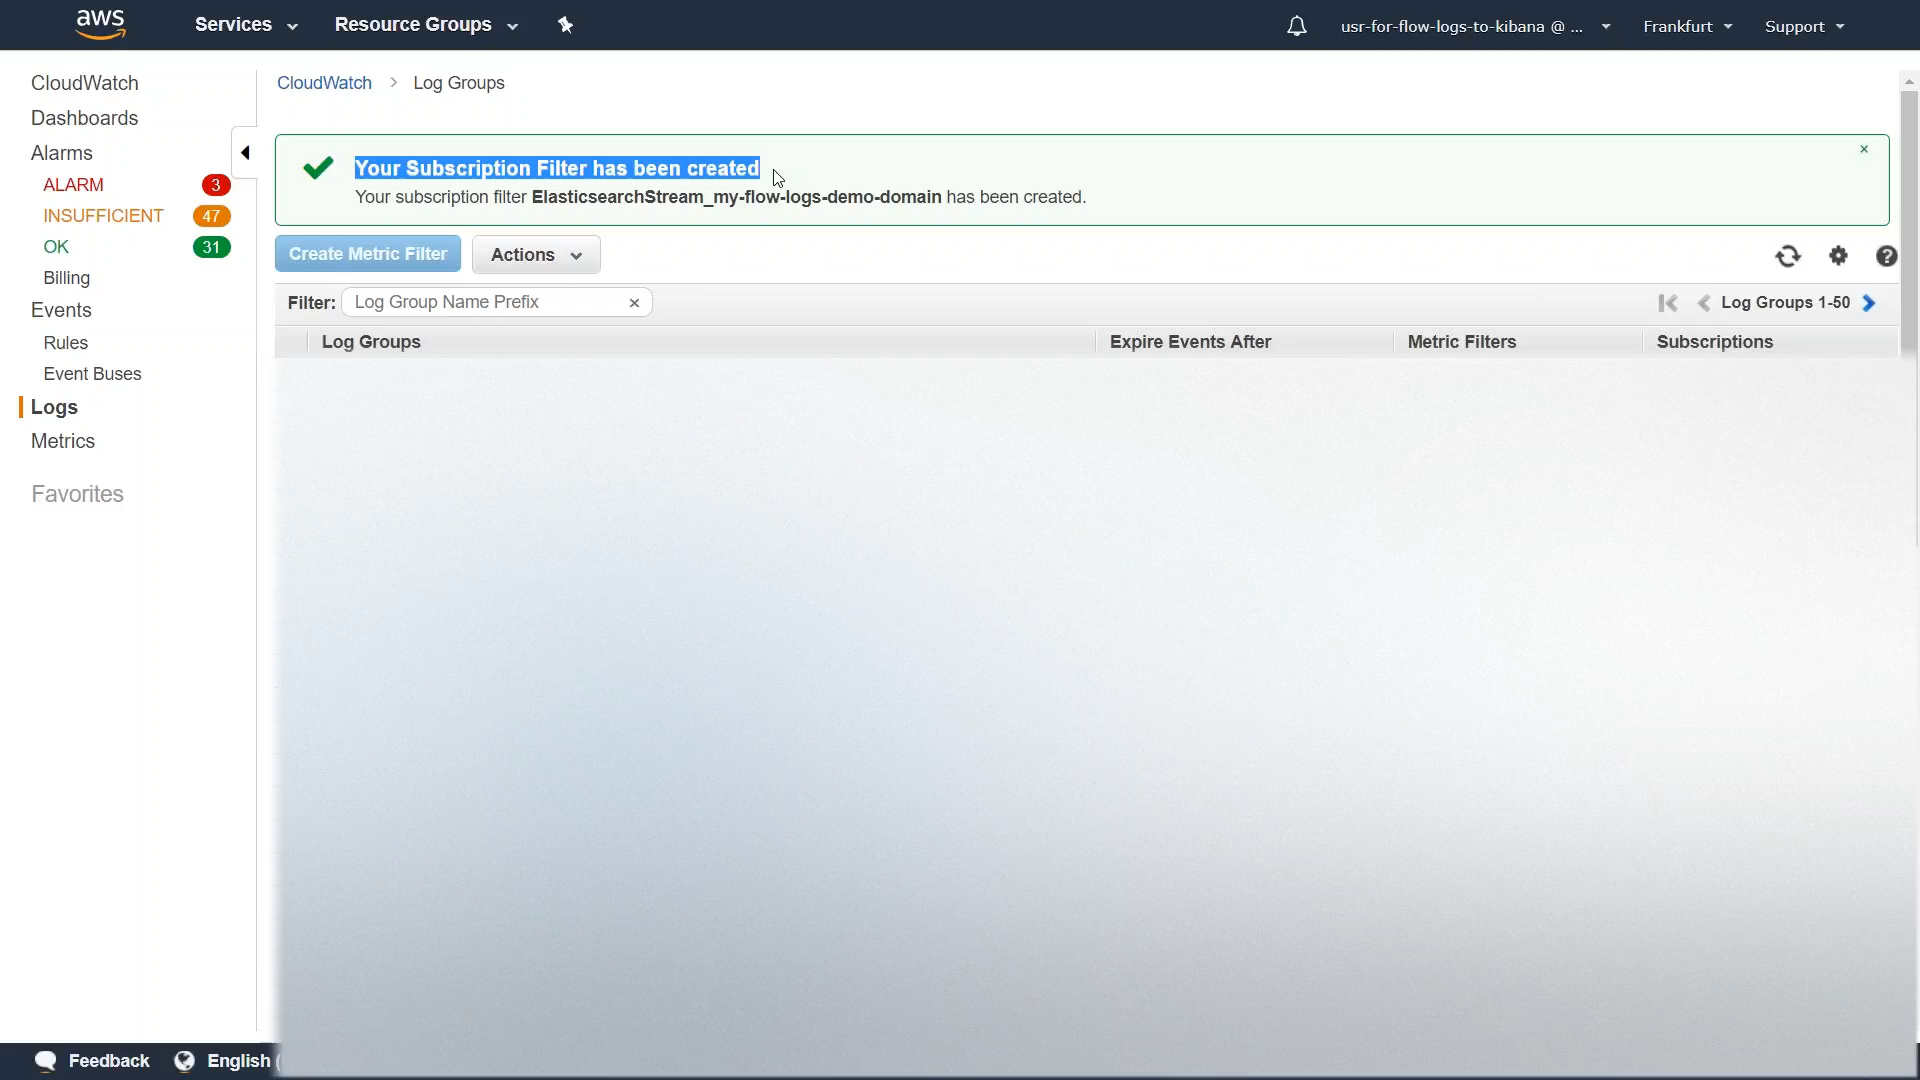 aws
Services
Resource Groups
usr-for-flow-logs-to-kibana @ ...
Frankfurt
Support
CloudWatch
Dashboards
Alarms
ALARM 3
INSUFFICIENT 47
OK 31
Billing
Events
Rules
Event Buses
Logs
Metrics
Favorites
CloudWatch > Log Groups
Your Subscription Filter has been created
×
Your subscription filter ElasticsearchStream_my-flow-logs-demo-domain has been created.
Create Metric Filter
Actions
?
Filter: Log Group Name Prefix ×
Log Groups 1-50
Log Groups
Expire Events After
Metric Filters
Subscriptions
Feedback
English (